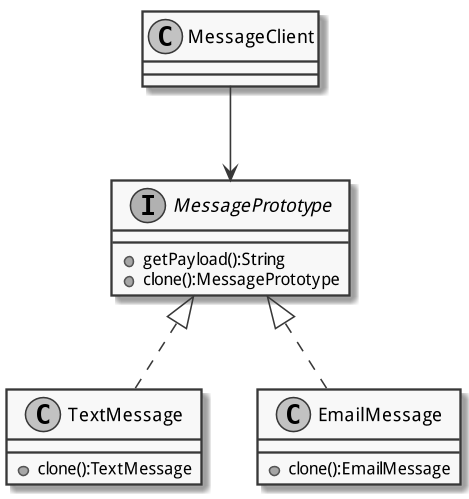 C MessageClient
I MessagePrototype
getPayload():String
clone():MessagePrototype
C TextMessage
clone():TextMessage
C EmailMessage
clone():EmailMessage